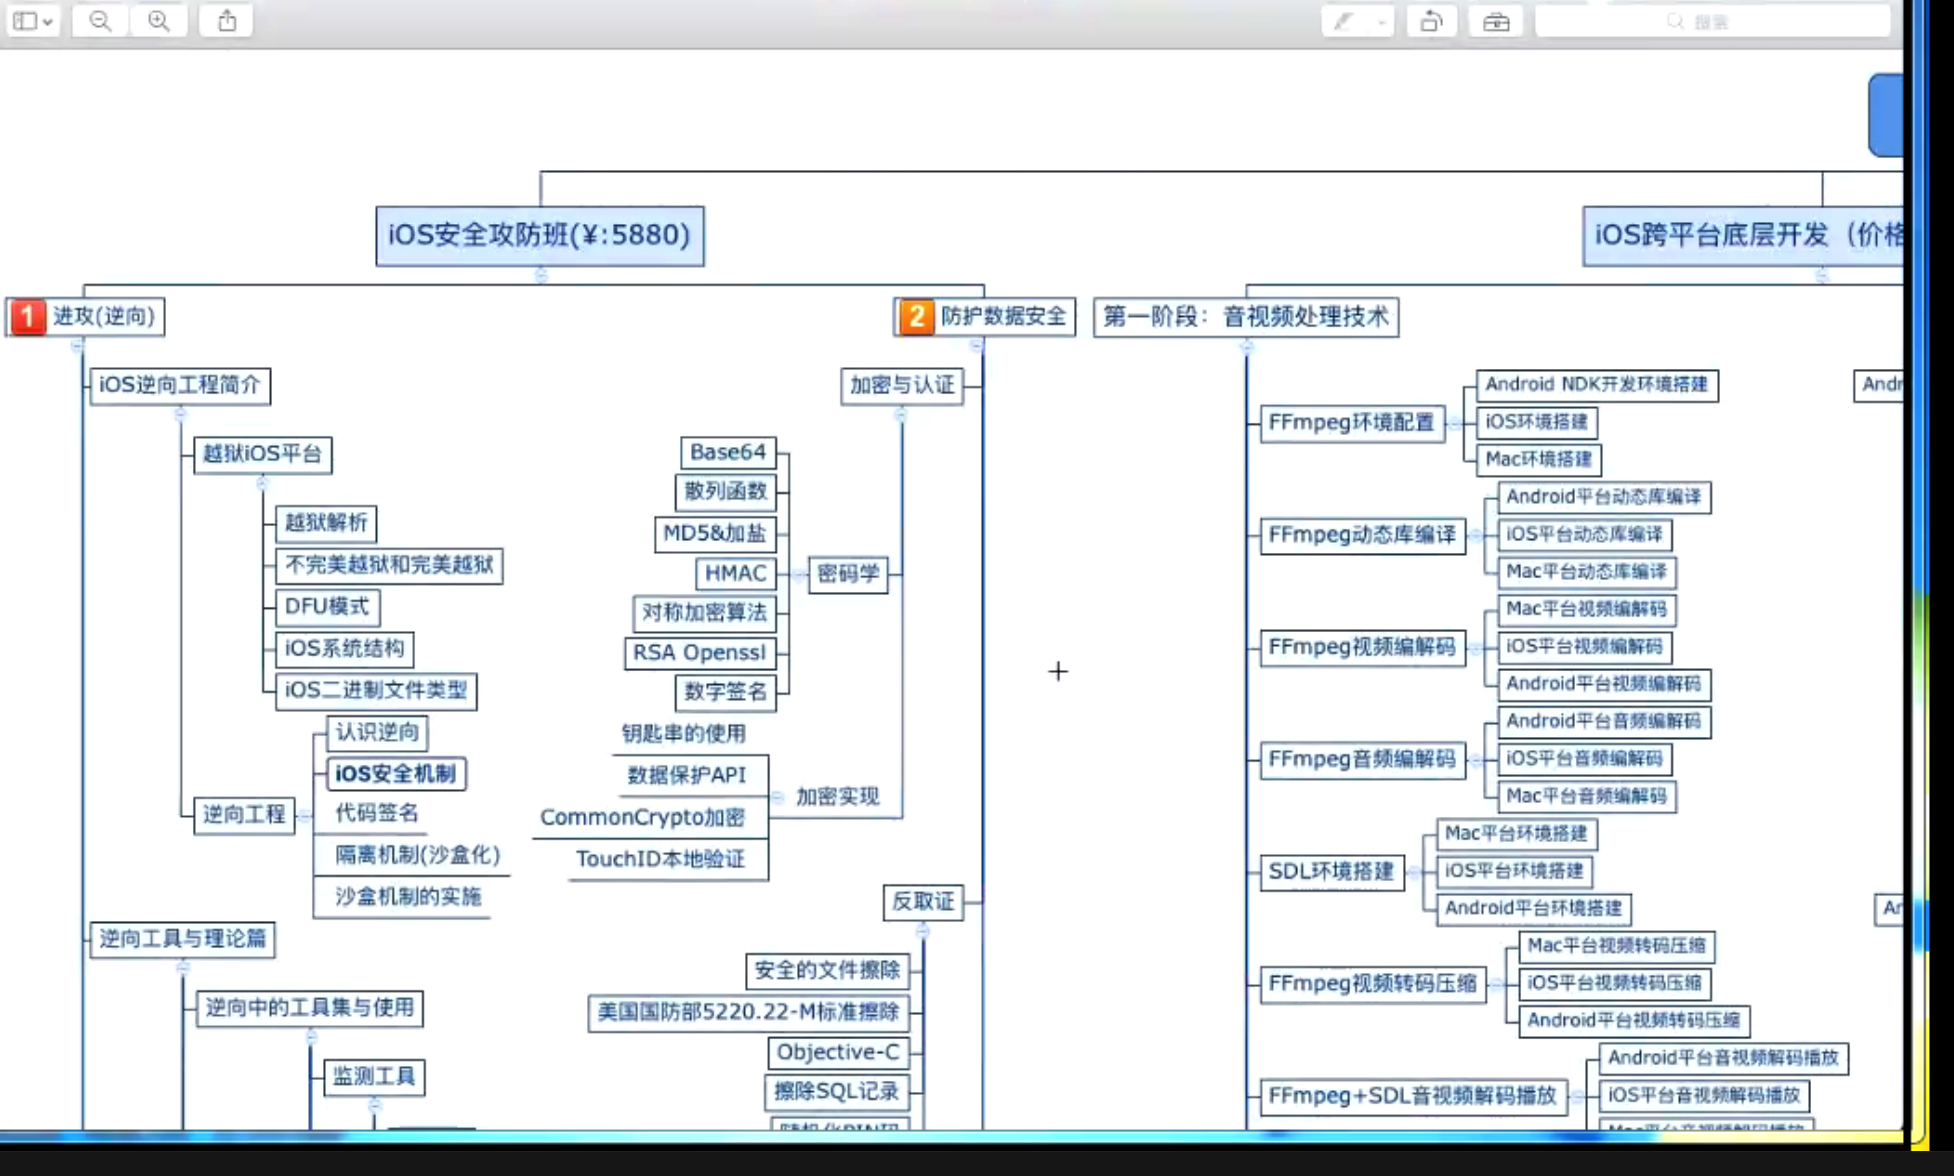 搜索
iOS安全攻防班(¥:5880)
iOS跨平台底层开发（价格
1 进攻(逆向)
2 防护数据安全
第一阶段：音视频处理技术
iOS逆向工程简介
越狱iOS平台
越狱解析
不完美越狱和完美越狱
DFU模式
iOS系统结构
iOS二进制文件类型
逆向工程
认识逆向
iOS安全机制
代码签名
隔离机制(沙盒化)
沙盒机制的实施
逆向工具与理论篇
逆向中的工具集与使用
监测工具
加密与认证
密码学
Base64
散列函数
MD5&加盐
HMAC
对称加密算法
RSA Openssl
数字签名
加密实现
钥匙串的使用
数据保护API
CommonCrypto加密
TouchID本地验证
反取证
安全的文件擦除
美国国防部5220.22-M标准擦除
Objective-C
擦除SQL记录
随机化PIN码
FFmpeg环境配置
Android NDK开发环境搭建
iOS环境搭建
Mac环境搭建
FFmpeg动态库编译
Android平台动态库编译
iOS平台动态库编译
Mac平台动态库编译
FFmpeg视频编解码
Mac平台视频编解码
iOS平台视频编解码
Android平台视频编解码
FFmpeg音频编解码
Android平台音频编解码
iOS平台音频编解码
Mac平台音频编解码
SDL环境搭建
Mac平台环境搭建
iOS平台环境搭建
Android平台环境搭建
FFmpeg视频转码压缩
Mac平台视频转码压缩
iOS平台视频转码压缩
Android平台视频转码压缩
FFmpeg+SDL音视频解码播放
Android平台音视频解码播放
iOS平台音视频解码播放
Mac平台音视频解码播放